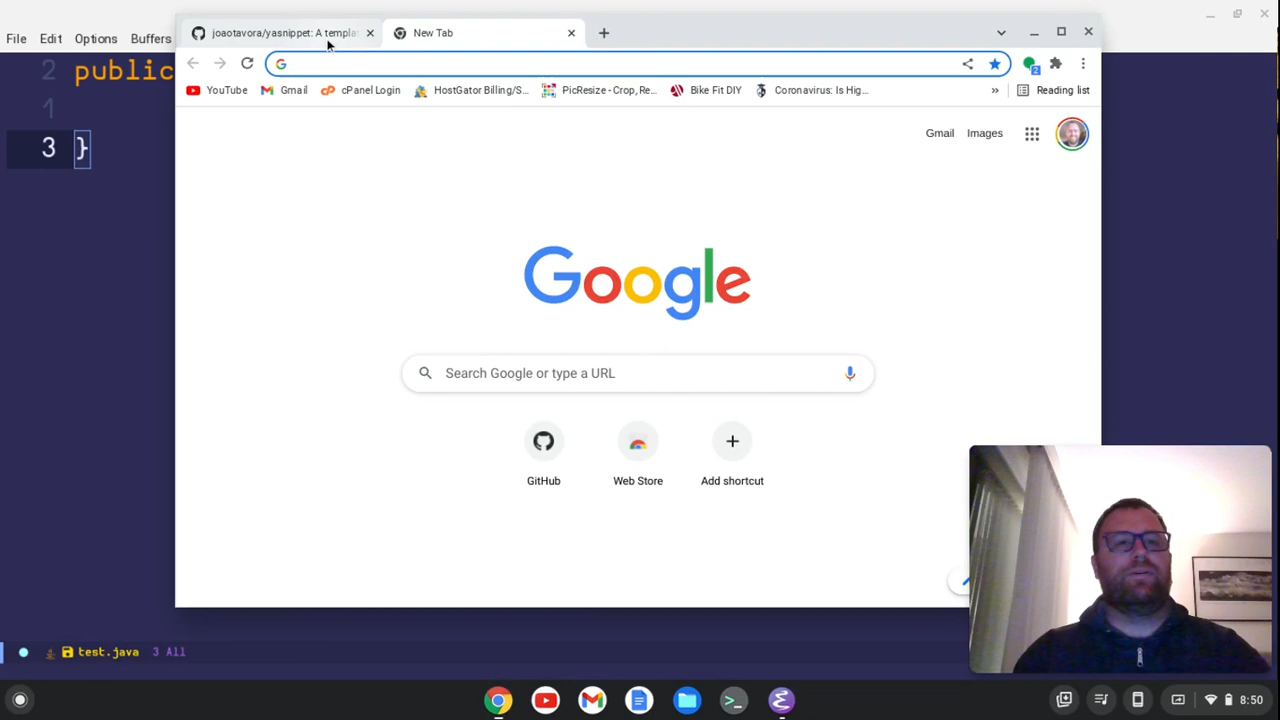 joaotavora/yasnippet: A templa
New Tab
File Edit Options Buffers
2 public
1
3 }
YouTube Gmail cPanel Login HostGator Billing/S... PicResize - Crop, Re... Bike Fit DIY Coronavirus: Is Hig... » Reading list
Gmail Images
Google
Search Google or type a URL
GitHub Web Store Add shortcut
test.java 3 All
8:50